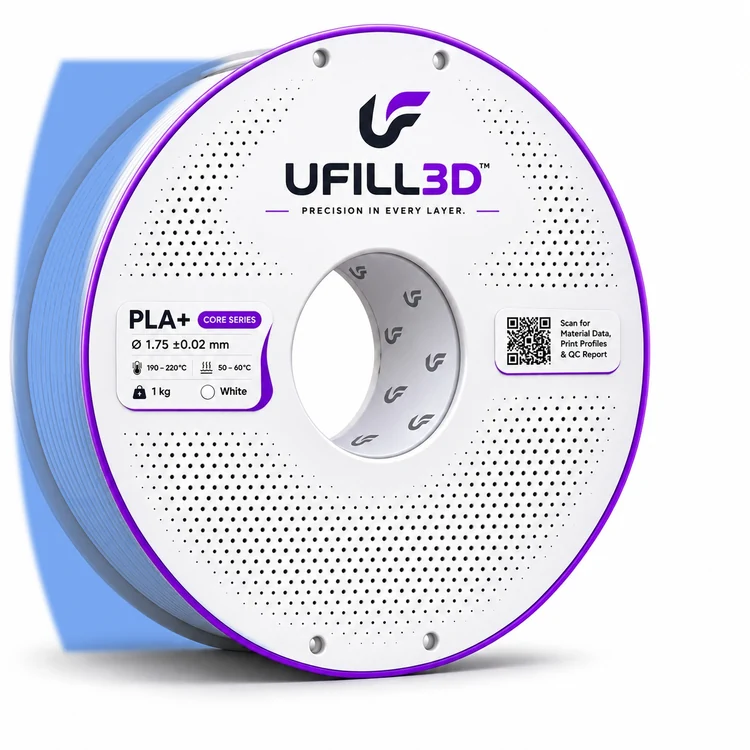 UFILL3D™
PRECISION IN EVERY LAYER.
PLA+ CORE SERIES
Ø 1.75 ±0.02 mm
190 – 220°C 50 – 60°C
1 kg White
Scan for
Material Data,
Print Profiles
& QC Report